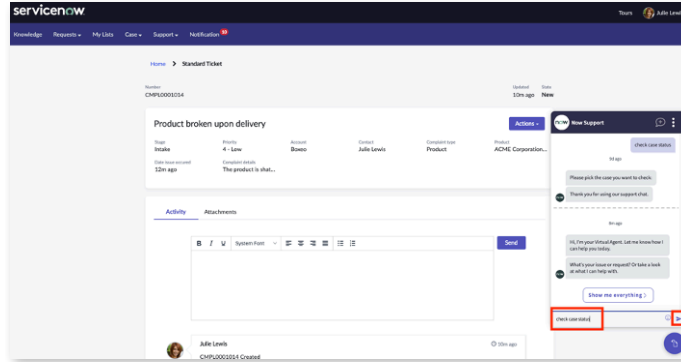 servicenow
Tours Julie Lewis
Knowledge Requests My Lists Case Support Notification
Home > Standard Ticket
Number
CMPL0001014
Updated State
10m ago New
Product broken upon delivery
Actions
Stage Priority Account Contact Complaint type Product
Intake 4 - Low Boxeo Julie Lewis Product ACME Corporation...
Date issue occured Complaint details
12m ago The product is shat...
Activity Attachments
B I U System Font
Send
Julie Lewis
10m ago
CMPL0001014 Created
now Now Support
check case status
3d ago
Please pick the case you want to check:
Thank you for using our support chat.
Hi, I'm your Virtual Agent. Let me know how I
can help you today.
What's your issue or request? Or take a look
at what I can help with.
Show me everything
check case status